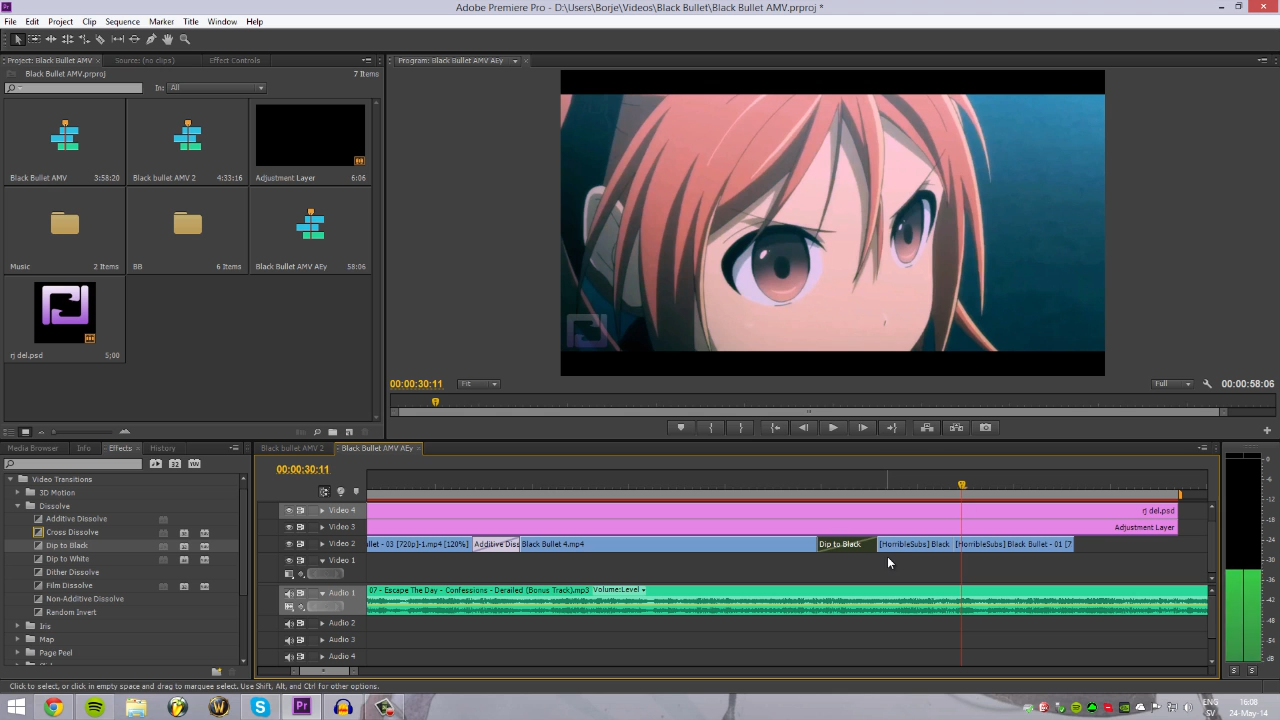 Adobe Premiere Pro - D:\Users\Borje\Videos\Black Bullet\Black Bullet AMV.prproj *
File Edit Project Clip Sequence Marker Title Window Help
Project: Black Bullet AMV
Source: (no clips)
Effect Controls
Program: Black Bullet AMV AEy
Black Bullet AMV.prproj
7 Items
In: All
Black Bullet AMV 3:58:20
Black bullet AMV 2 4:33:16
Adjustment Layer 6:06
Music 2 Items
BB 6 Items
Black Bullet AMV AEy 58:06
rj del.psd 5;00
00:00:30:11
Fit
Full
00:00:58:06
Media Browser
Info
Effects
History
Black bullet AMV 2
Black Bullet AMV AEy
00:00:30:11
Video Transitions
3D Motion
Dissolve
Additive Dissolve
Cross Dissolve
Dip to Black
Dip to White
Dither Dissolve
Film Dissolve
Non-Additive Dissolve
Random Invert
Iris
Map
Page Peel
Video 4
rj del.psd
Video 3
Adjustment Layer
Video 2
llet - 03 [720p]-1.mp4 [120%]
Additive Diss
Black Bullet 4.mp4
Dip to Black
[HorribleSubs] Black
[HorribleSubs] Black Bullet - 01 [7
Video 1
Audio 1
07 - Escape The Day - Confessions - Derailed (Bonus Track).mp3 Volume:Level
Audio 2
Audio 3
Audio 4
0
-6
-12
-18
-24
-30
-36
-42
-48
-54
dB
S S
Click to select, or click in empty space and drag to marquee select. Use Shift, Alt, and Ctrl for other options.
ENG
SV
16:08
24-May-14